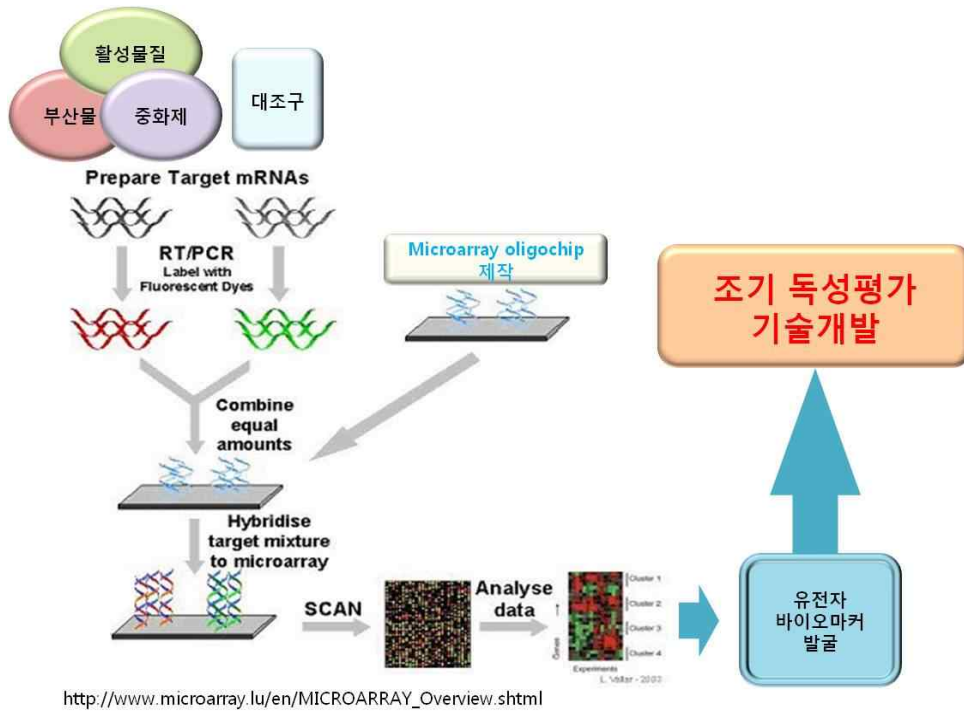 활성물질
부산물
중화제
대조구
Prepare Target mRNAs
RT/PCR
Label with
Fluorescent Dyes
Microarray oligochip
제작
조기 독성평가
기술개발
Combine
equal
amounts
Hybridise
target mixture
to microarray
SCAN
Analyse
data
Genes
Cluster 1
Cluster 2
Cluster 3
Cluster 4
Experiments
L. Vallar - 2003
유전자
바이오마커
발굴
http://www.microarray.lu/en/MICROARRAY_Overview.shtml